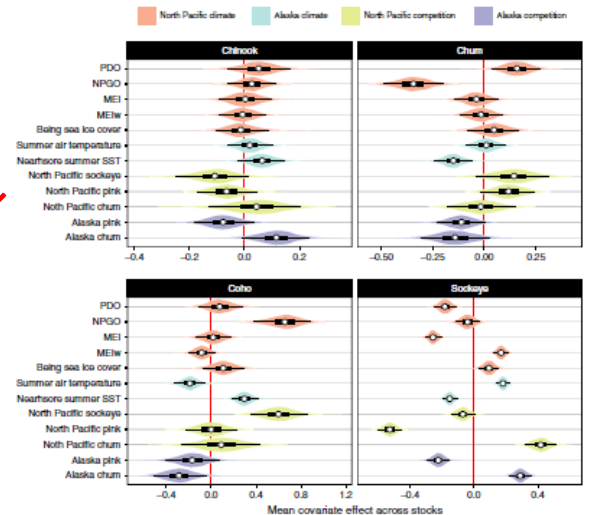 North Pacific climate Alaska climate North Pacific competition Alaska competition
Chinook Chum
PDO
NPGO
MEI
MEIw
Being sea ice cover
Summer air temperature
Nearhsore summer SST
North Pacific sockeye
North Pacific pink
Noth Pacific chum
Alaska pink
Alaska chum
−0.4 −0.2 0.0 0.2 −0.50 −0.25 0.00 0.25
Coho Sockeye
PDO
NPGO
MEI
MEIw
Being sea ice cover
Summer air temperature
Nearhsore summer SST
North Pacific sockeye
North Pacific pink
Noth Pacific chum
Alaska pink
Alaska chum
−0.4 0.0 0.4 0.8 1.2 −0.4 0.0 0.4
Mean covariate effect across stocks